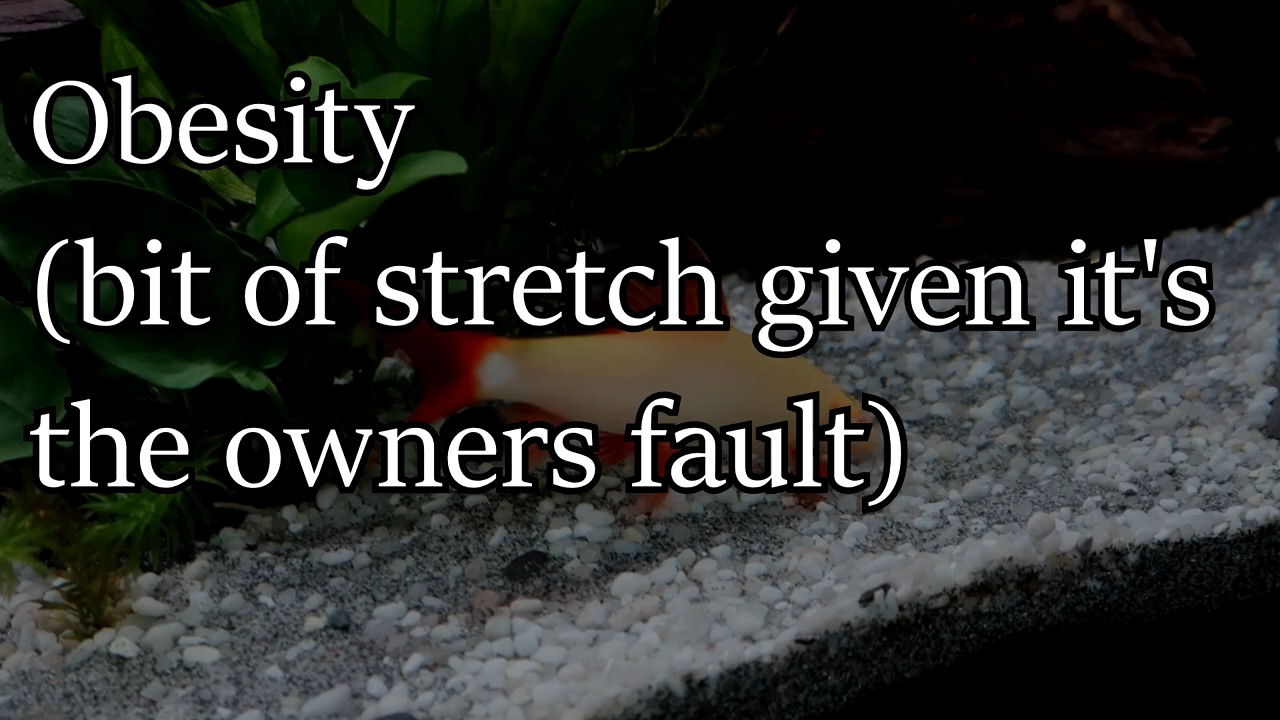 Obesity
(bit of stretch given it's
the owners fault)